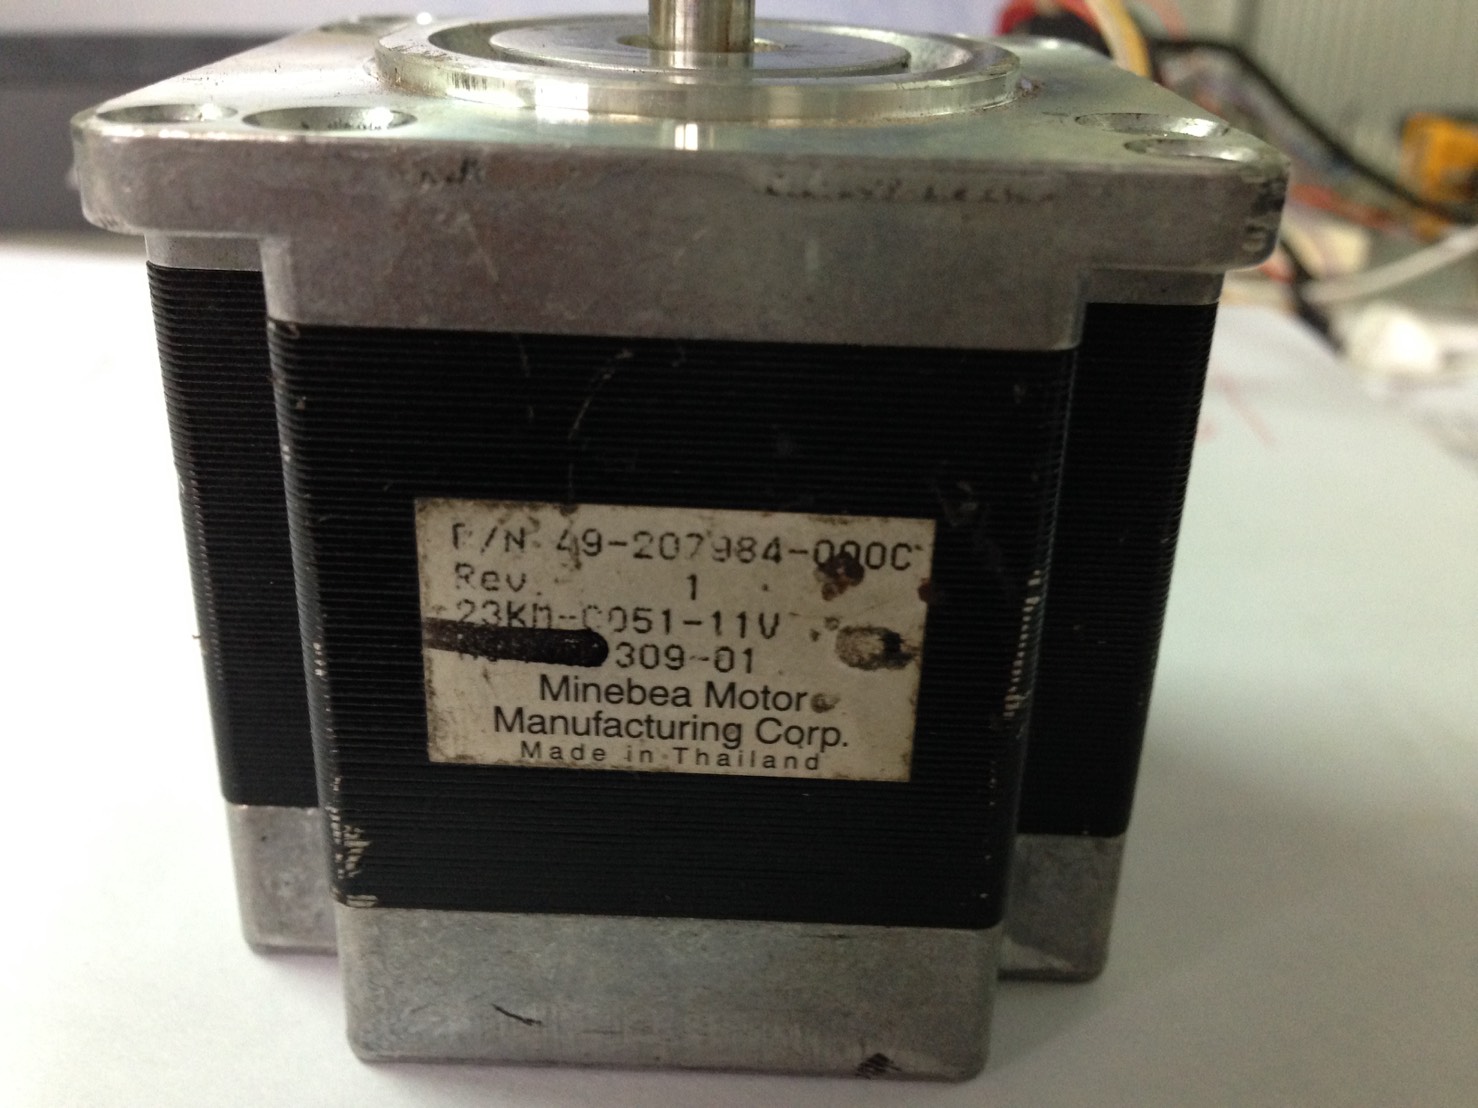 P/N 49-207984-000C
Rev. 1
23KM-C051-11V
309-01
Minebea Motor
Manufacturing Corp.
Made in Thailand